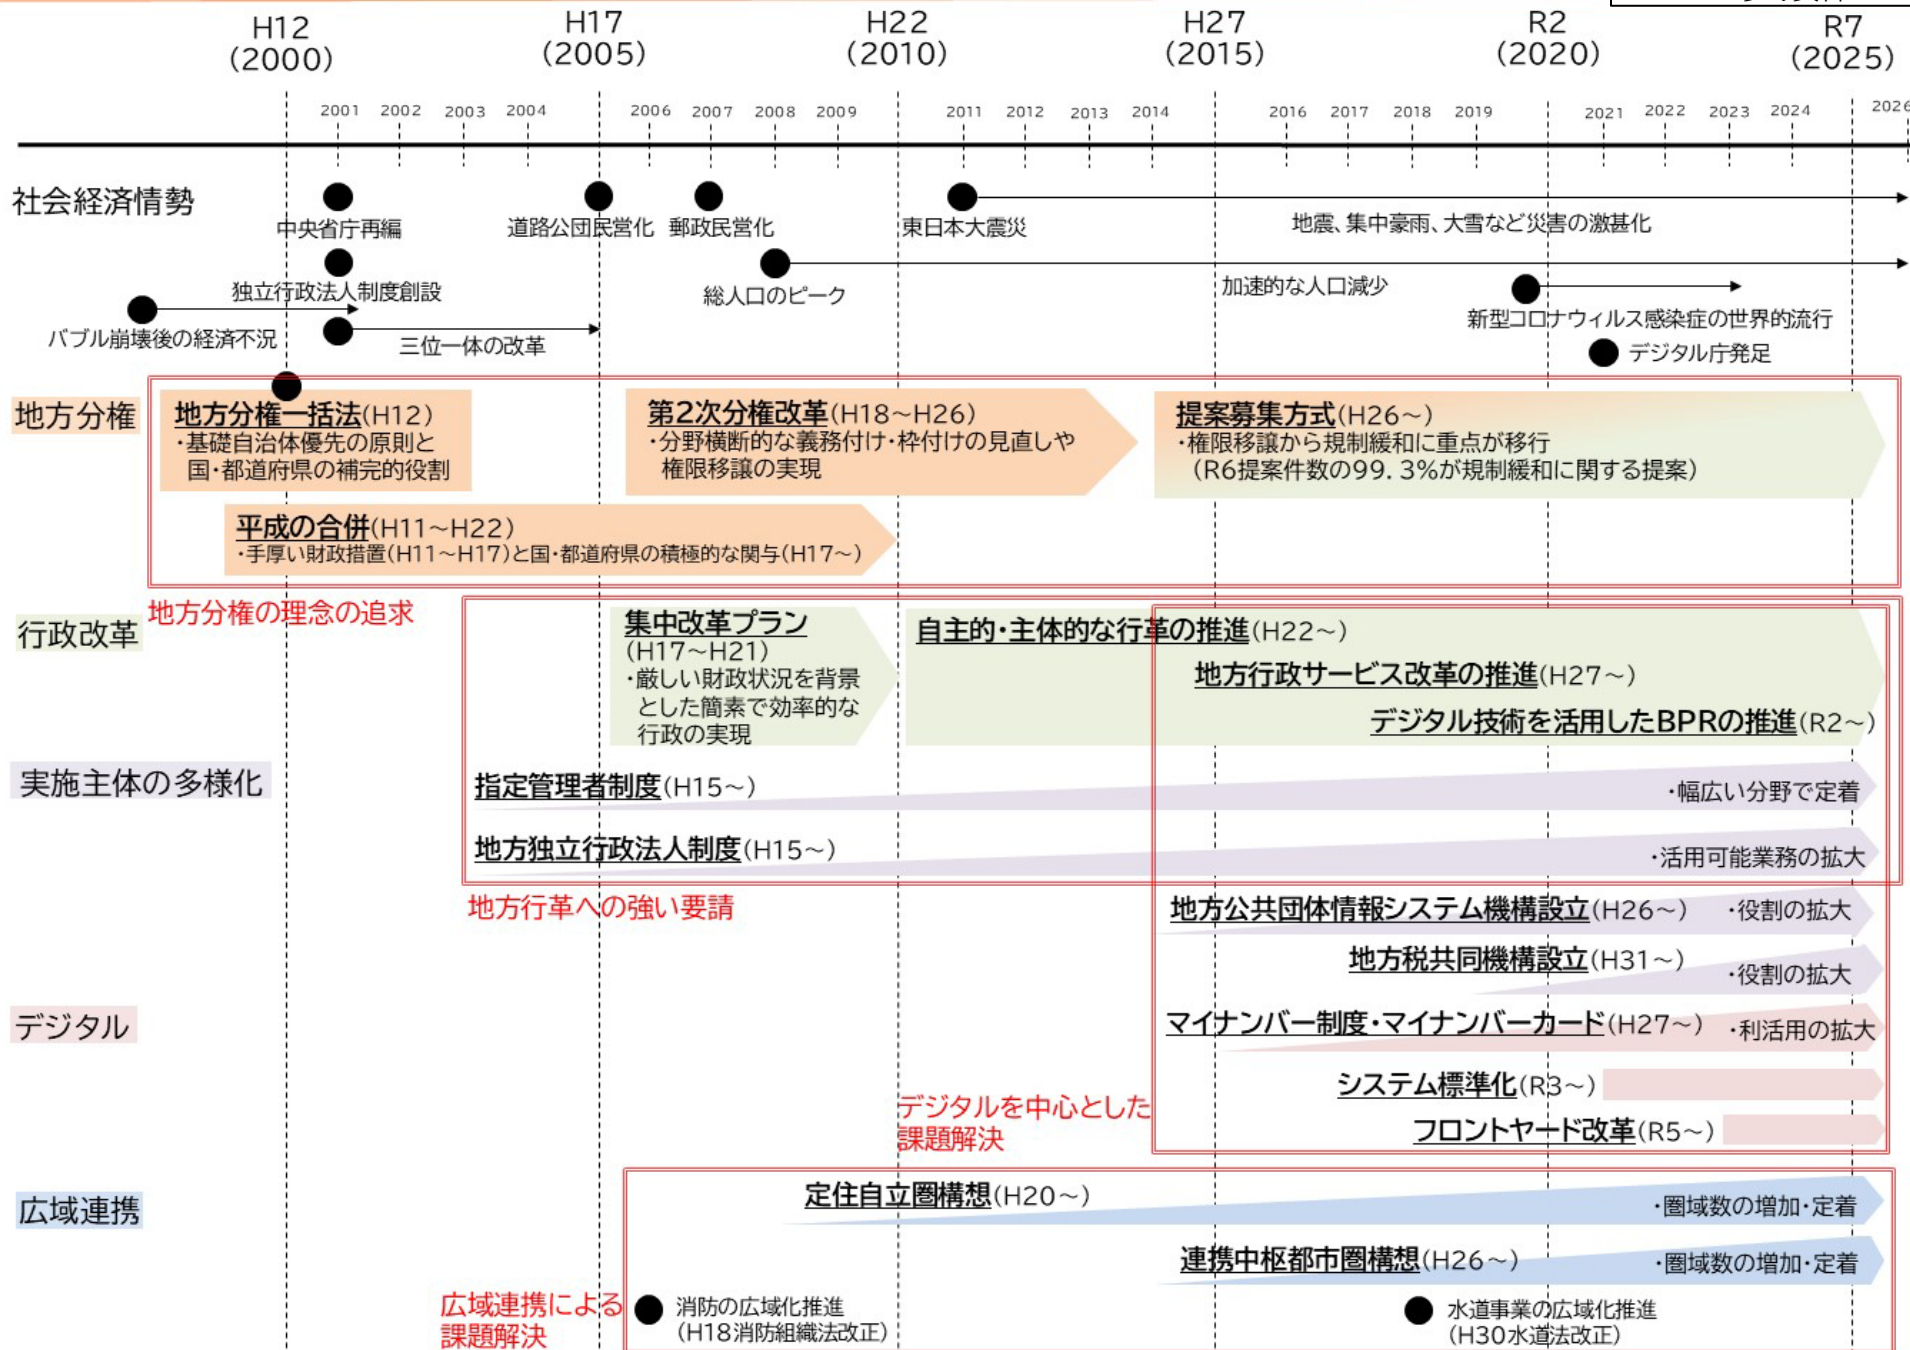 H12
(2000)
H17
(2005)
H22
(2010)
H27
(2015)
R2
(2020)
R7
(2025)
2001
2002
2003
2004
2006
2007
2008
2009
2011
2012
2013
2014
2016
2017
2018
2019
2021
2022
2023
2024
2026
社会経済情勢
中央省庁再編
道路公団民営化
郵政民営化
東日本大震災
地震、集中豪雨、大雪など災害の激甚化
独立行政法人制度創設
総人口のピーク
加速的な人口減少
バブル崩壊後の経済不況
三位一体の改革
新型コロナウィルス感染症の世界的流行
デジタル庁発足
地方分権
地方分権一括法(H12)
・基礎自治体優先の原則と
国・都道府県の補完的役割
第2次分権改革(H18～H26)
・分野横断的な義務付け・枠付けの見直しや
権限移譲の実現
提案募集方式(H26～)
・権限移譲から規制緩和に重点が移行
(R6提案件数の99.3%が規制緩和に関する提案)
平成の合併(H11～H22)
・手厚い財政措置(H11～H17)と国・都道府県の積極的な関与(H17～)
地方分権の理念の追求
行政改革
集中改革プラン
(H17～H21)
・厳しい財政状況を背景
とした簡素で効率的な
行政の実現
自主的・主体的な行革の推進(H22～)
地方行政サービス改革の推進(H27～)
デジタル技術を活用したBPRの推進(R2～)
実施主体の多様化
指定管理者制度(H15～)
・幅広い分野で定着
地方独立行政法人制度(H15～)
・活用可能業務の拡大
地方行革への強い要請
地方公共団体情報システム機構設立(H26～)
・役割の拡大
地方税共同機構設立(H31～)
・役割の拡大
デジタル
マイナンバー制度・マイナンバーカード(H27～)
・利活用の拡大
システム標準化(R3～)
フロントヤード改革(R5～)
デジタルを中心とした
課題解決
広域連携
定住自立圏構想(H20～)
・圏域数の増加・定着
連携中枢都市圏構想(H26～)
・圏域数の増加・定着
広域連携による
課題解決
消防の広域化推進
(H18消防組織法改正)
水道事業の広域化推進
(H30水道法改正)